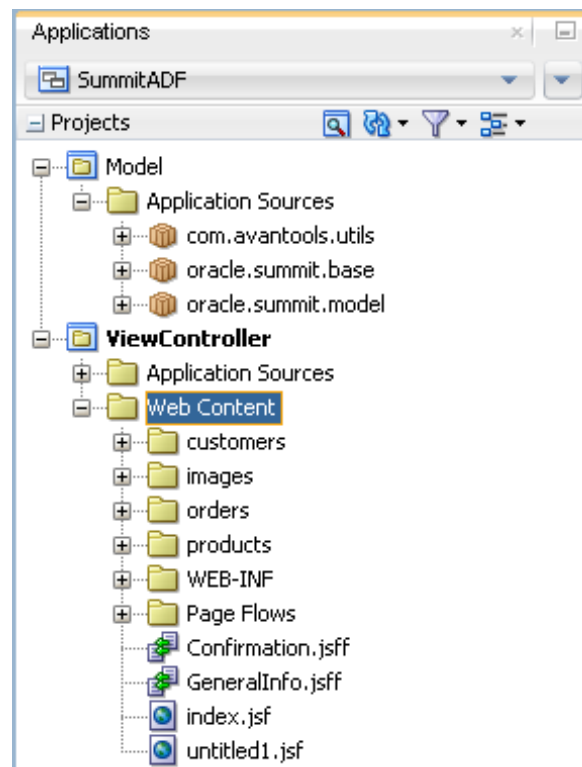 Applications
SummitADF
Projects
Model
Application Sources
com.avantools.utils
oracle.summit.base
oracle.summit.model
ViewController
Application Sources
Web Content
customers
images
orders
products
WEB-INF
Page Flows
Confirmation.jsff
GeneralInfo.jsff
index.jsf
untitled1.jsf